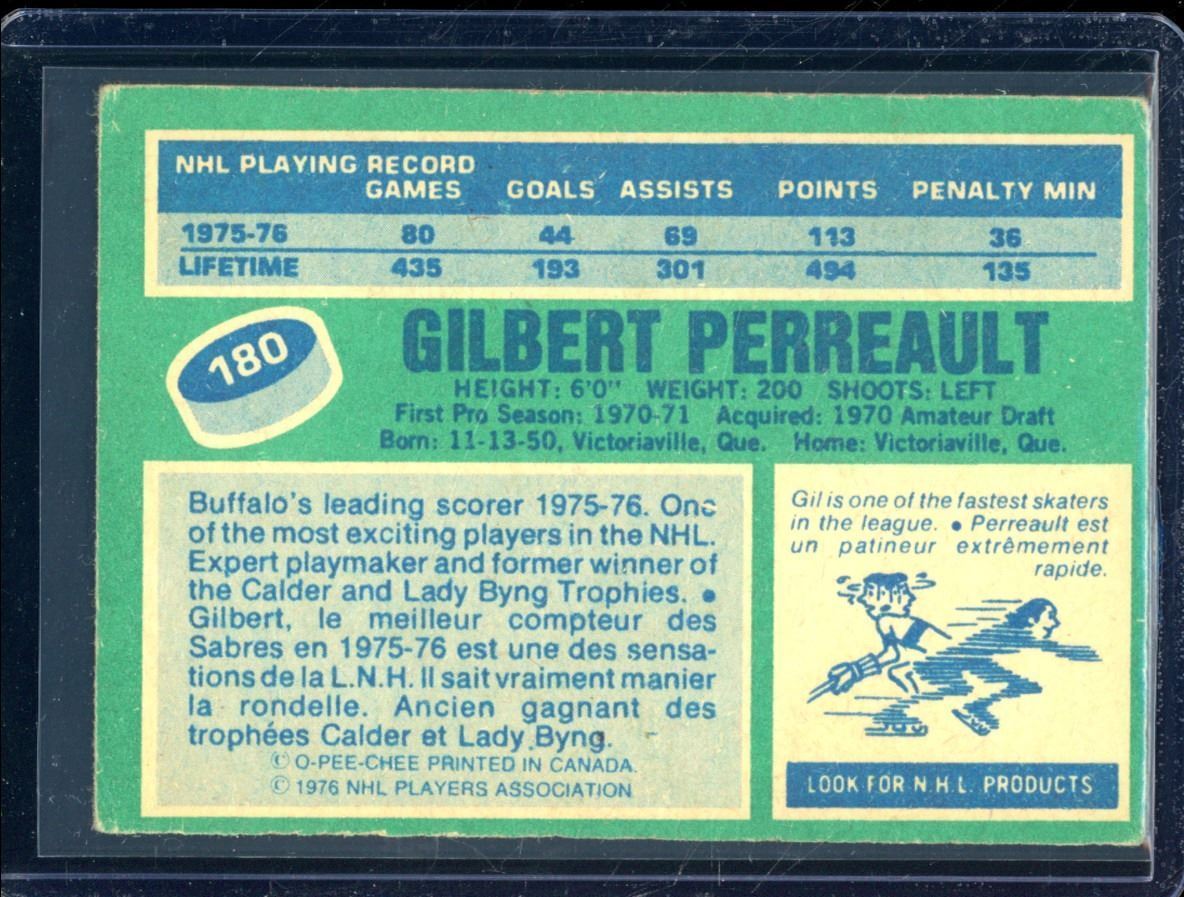 NHL PLAYING RECORD
GAMES GOALS ASSISTS POINTS PENALTY MIN
1975-76 80 44 69 113 36
LIFETIME 435 193 301 494 135
180
GILBERT PERREAULT
HEIGHT: 6'0" WEIGHT: 200 SHOOTS: LEFT
First Pro Season: 1970-71 Acquired: 1970 Amateur Draft
Born: 11-13-50, Victoriaville, Que. Home: Victoriaville, Que.
Buffalo's leading scorer 1975-76. One
of the most exciting players in the NHL.
Expert playmaker and former winner of
the Calder and Lady Byng Trophies. •
Gilbert, le meilleur compteur des
Sabres en 1975-76 est une des sensa-
tions de la L.N.H. Il sait vraiment manier
la rondelle. Ancien gagnant des
trophées Calder et Lady Byng.
© O-PEE-CHEE PRINTED IN CANADA.
© 1976 NHL PLAYERS ASSOCIATION
Gil is one of the fastest skaters
in the league. • Perreault est
un patineur extrêmement
rapide.
LOOK FOR N H L. PRODUCTS